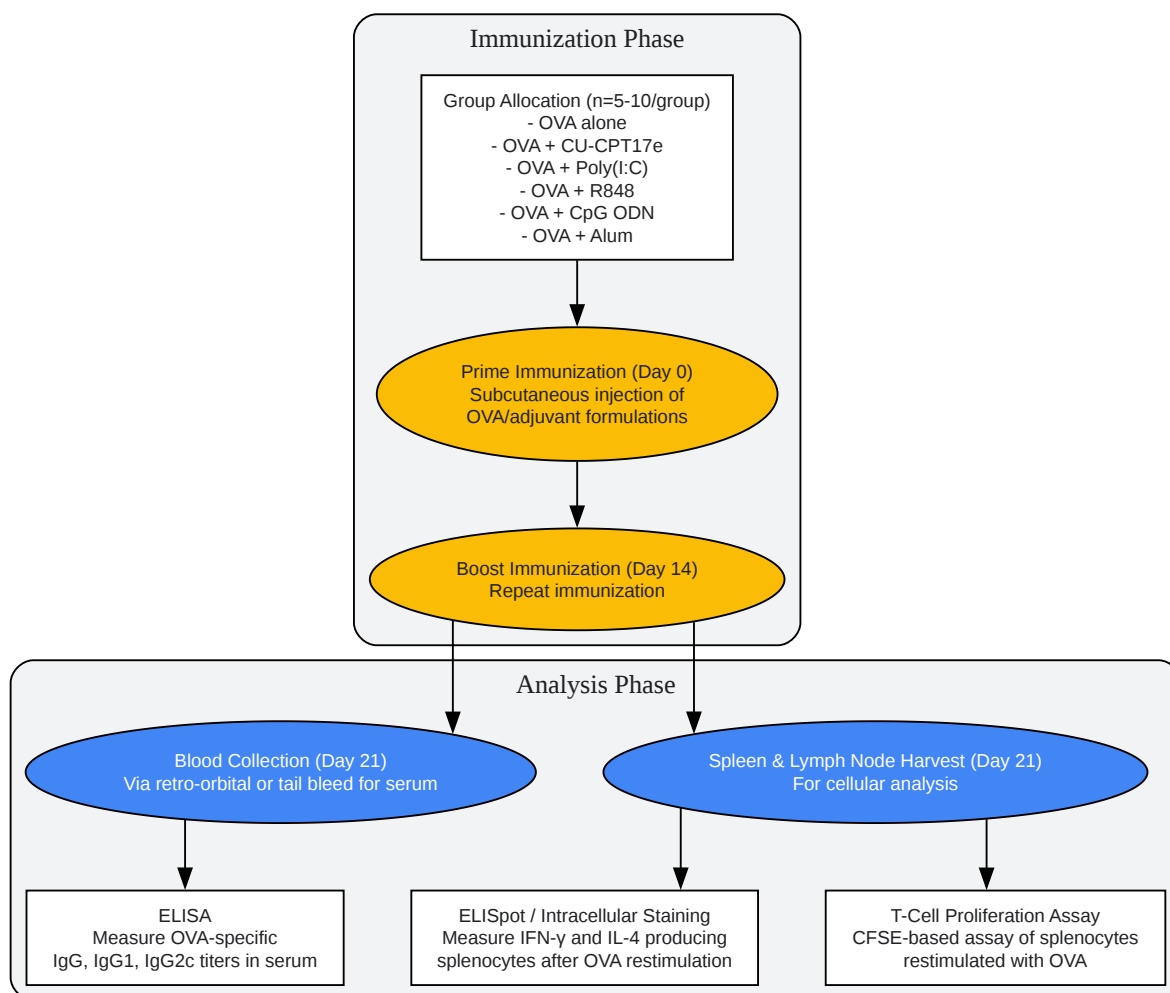 Immunization Phase
Group Allocation (n=5-10/group)
- OVA alone
- OVA + CU-CPT17e
- OVA + Poly(I:C)
- OVA + R848
- OVA + CpG ODN
- OVA + Alum
Prime Immunization (Day 0)
Subcutaneous injection of
OVA/adjuvant formulations
Boost Immunization (Day 14)
Repeat immunization
Analysis Phase
Blood Collection (Day 21)
Via retro-orbital or tail bleed for serum
Spleen & Lymph Node Harvest (Day 21)
For cellular analysis
ELISA
Measure OVA-specific
IgG, IgG1, IgG2c titers in serum
ELISpot / Intracellular Staining
Measure IFN-γ and IL-4 producing
splenocytes after OVA restimulation
T-Cell Proliferation Assay
CFSE-based assay of splenocytes
restimulated with OVA